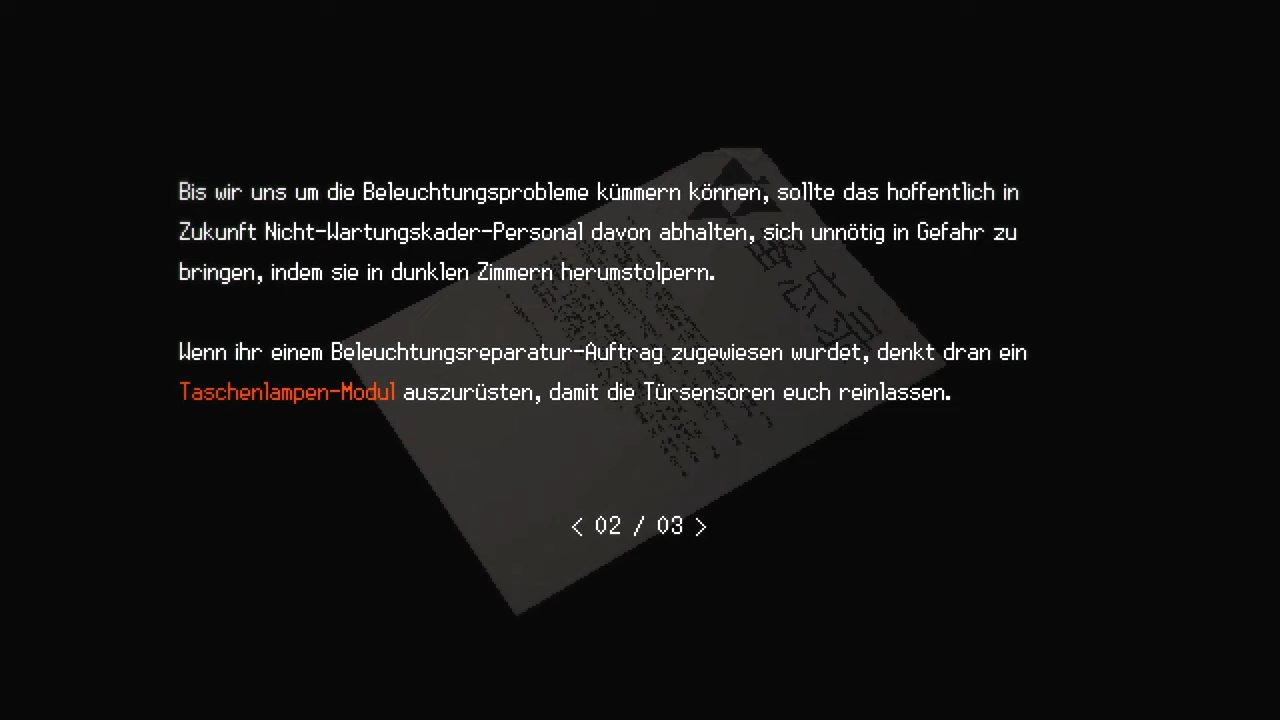 Bis wir uns um die Beleuchtungsprobleme kümmern können, sollte das hoffentlich in
Zukunft Nicht-Wartungskader-Personal davon abhalten, sich unnötig in Gefahr zu
bringen, indem sie in dunklen Zimmern herumstolpern.
Wenn ihr einem Beleuchtungsreparatur-Auftrag zugewiesen wurdet, denkt dran ein
Taschenlampen-Modul auszurüsten, damit die Türsensoren euch reinlassen.
< 02 / 03 >